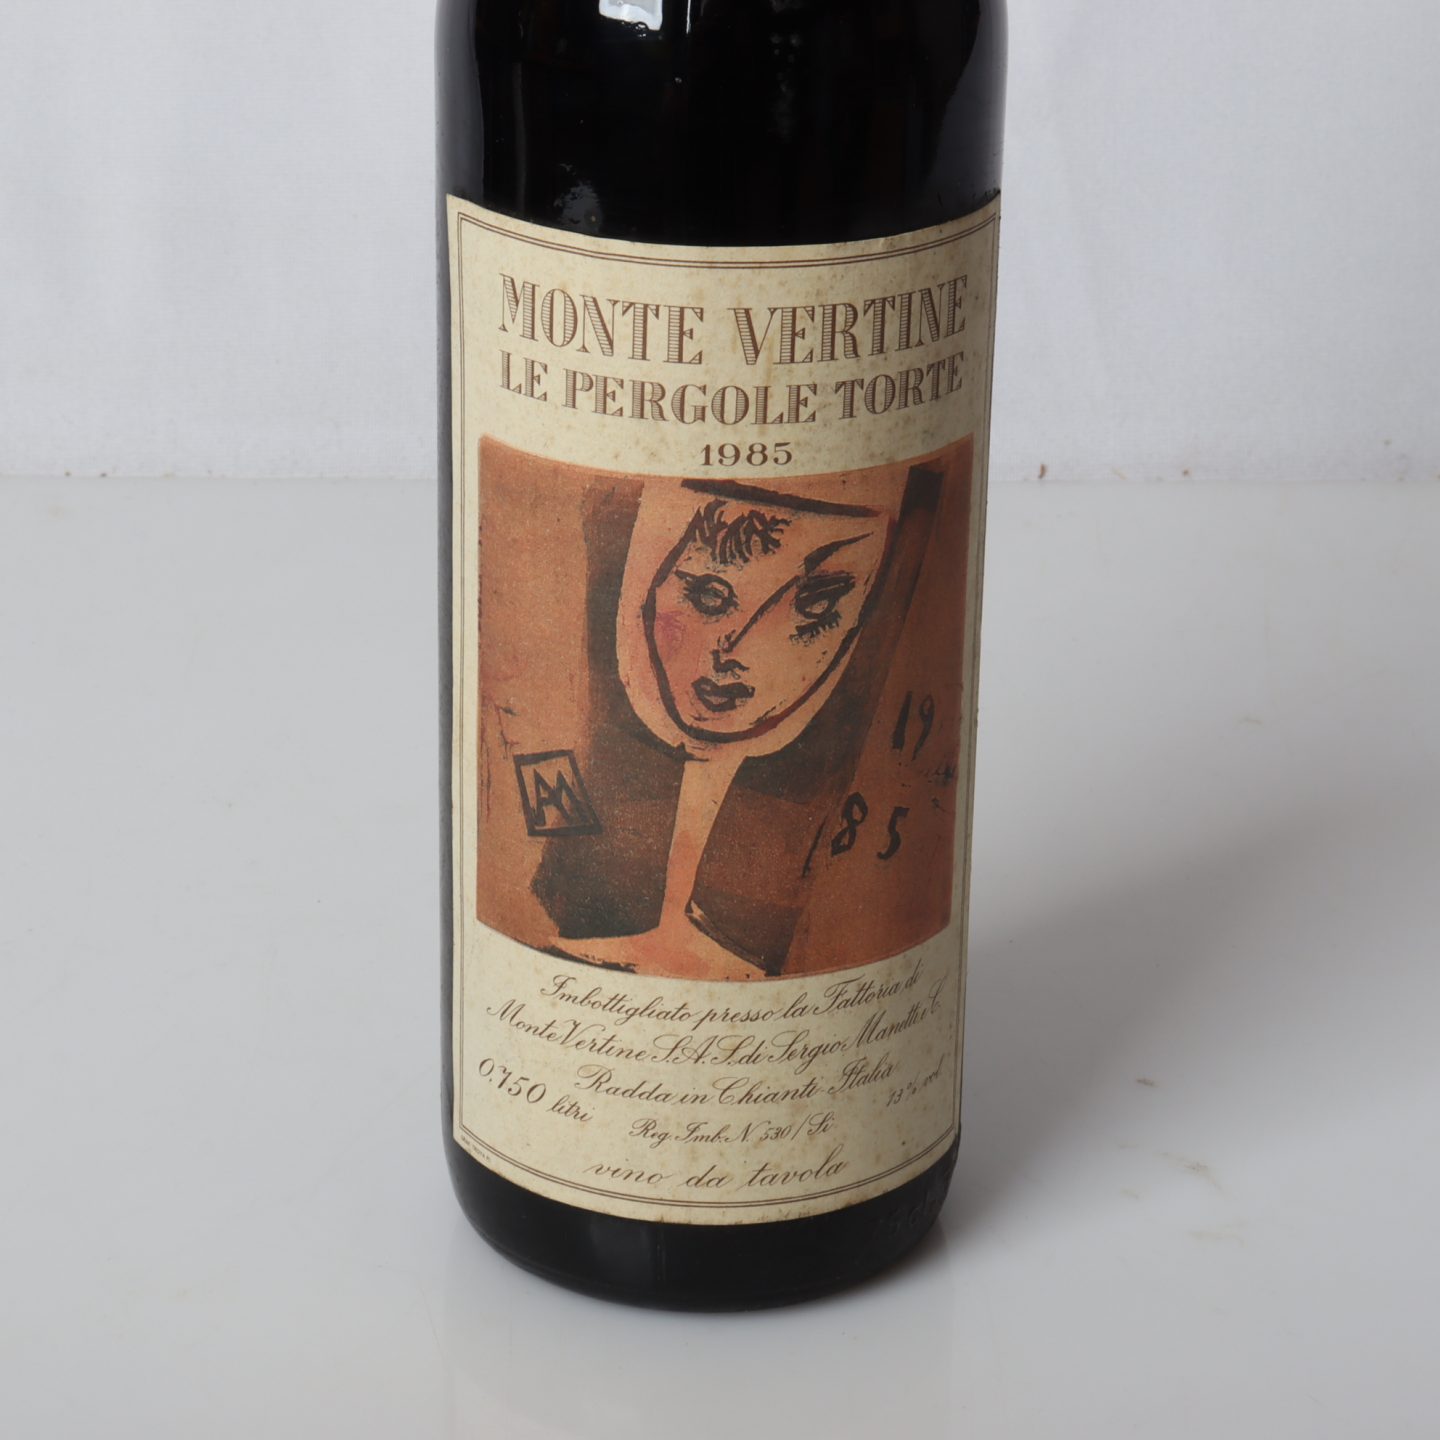 MONTE VERTINE
LE PERGOLE TORTE
1985
19
85
AM
Imbottigliato presso la Fattoria di
Monte Vertine S.A.S. di Sergio Manetti e C.
Radda in Chianti - Italia
0,750 litri
13% vol
Reg. Imb. N. 530/Si
vino da tavola